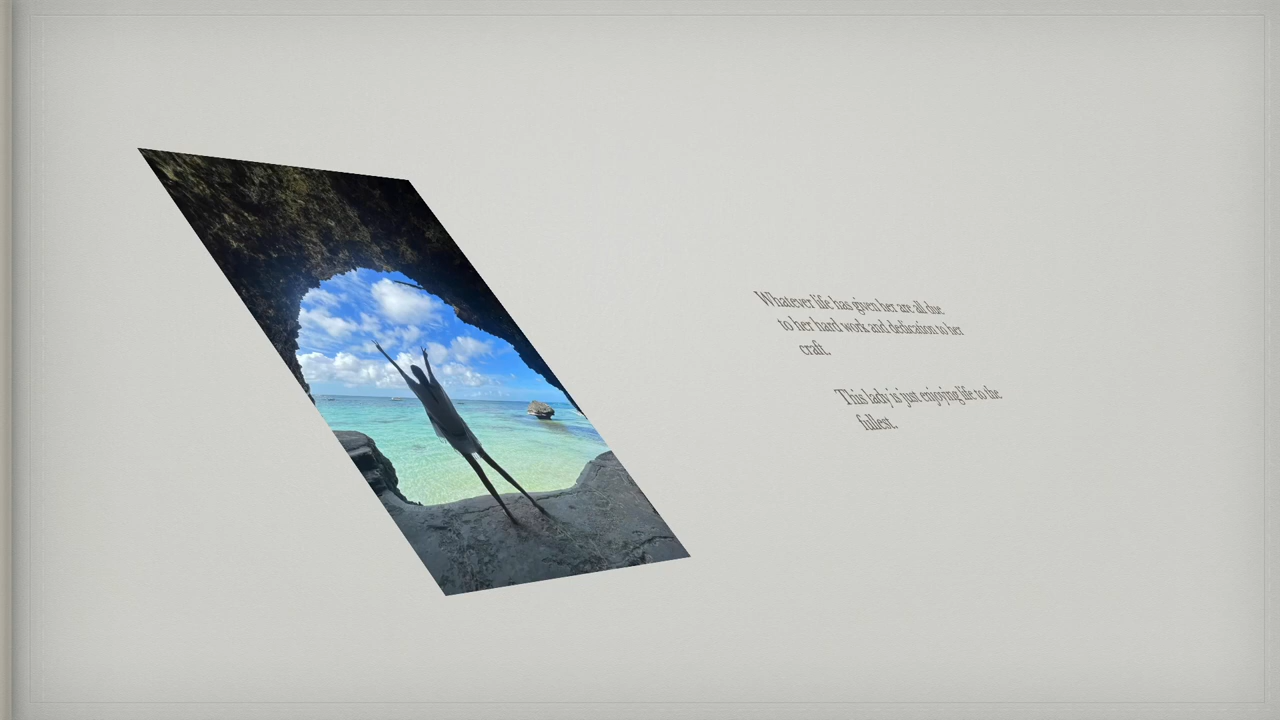 Whatever life has given her are all due
to her hard work and dedication to her
craft.
This lady is just enjoying life to the
fullest.